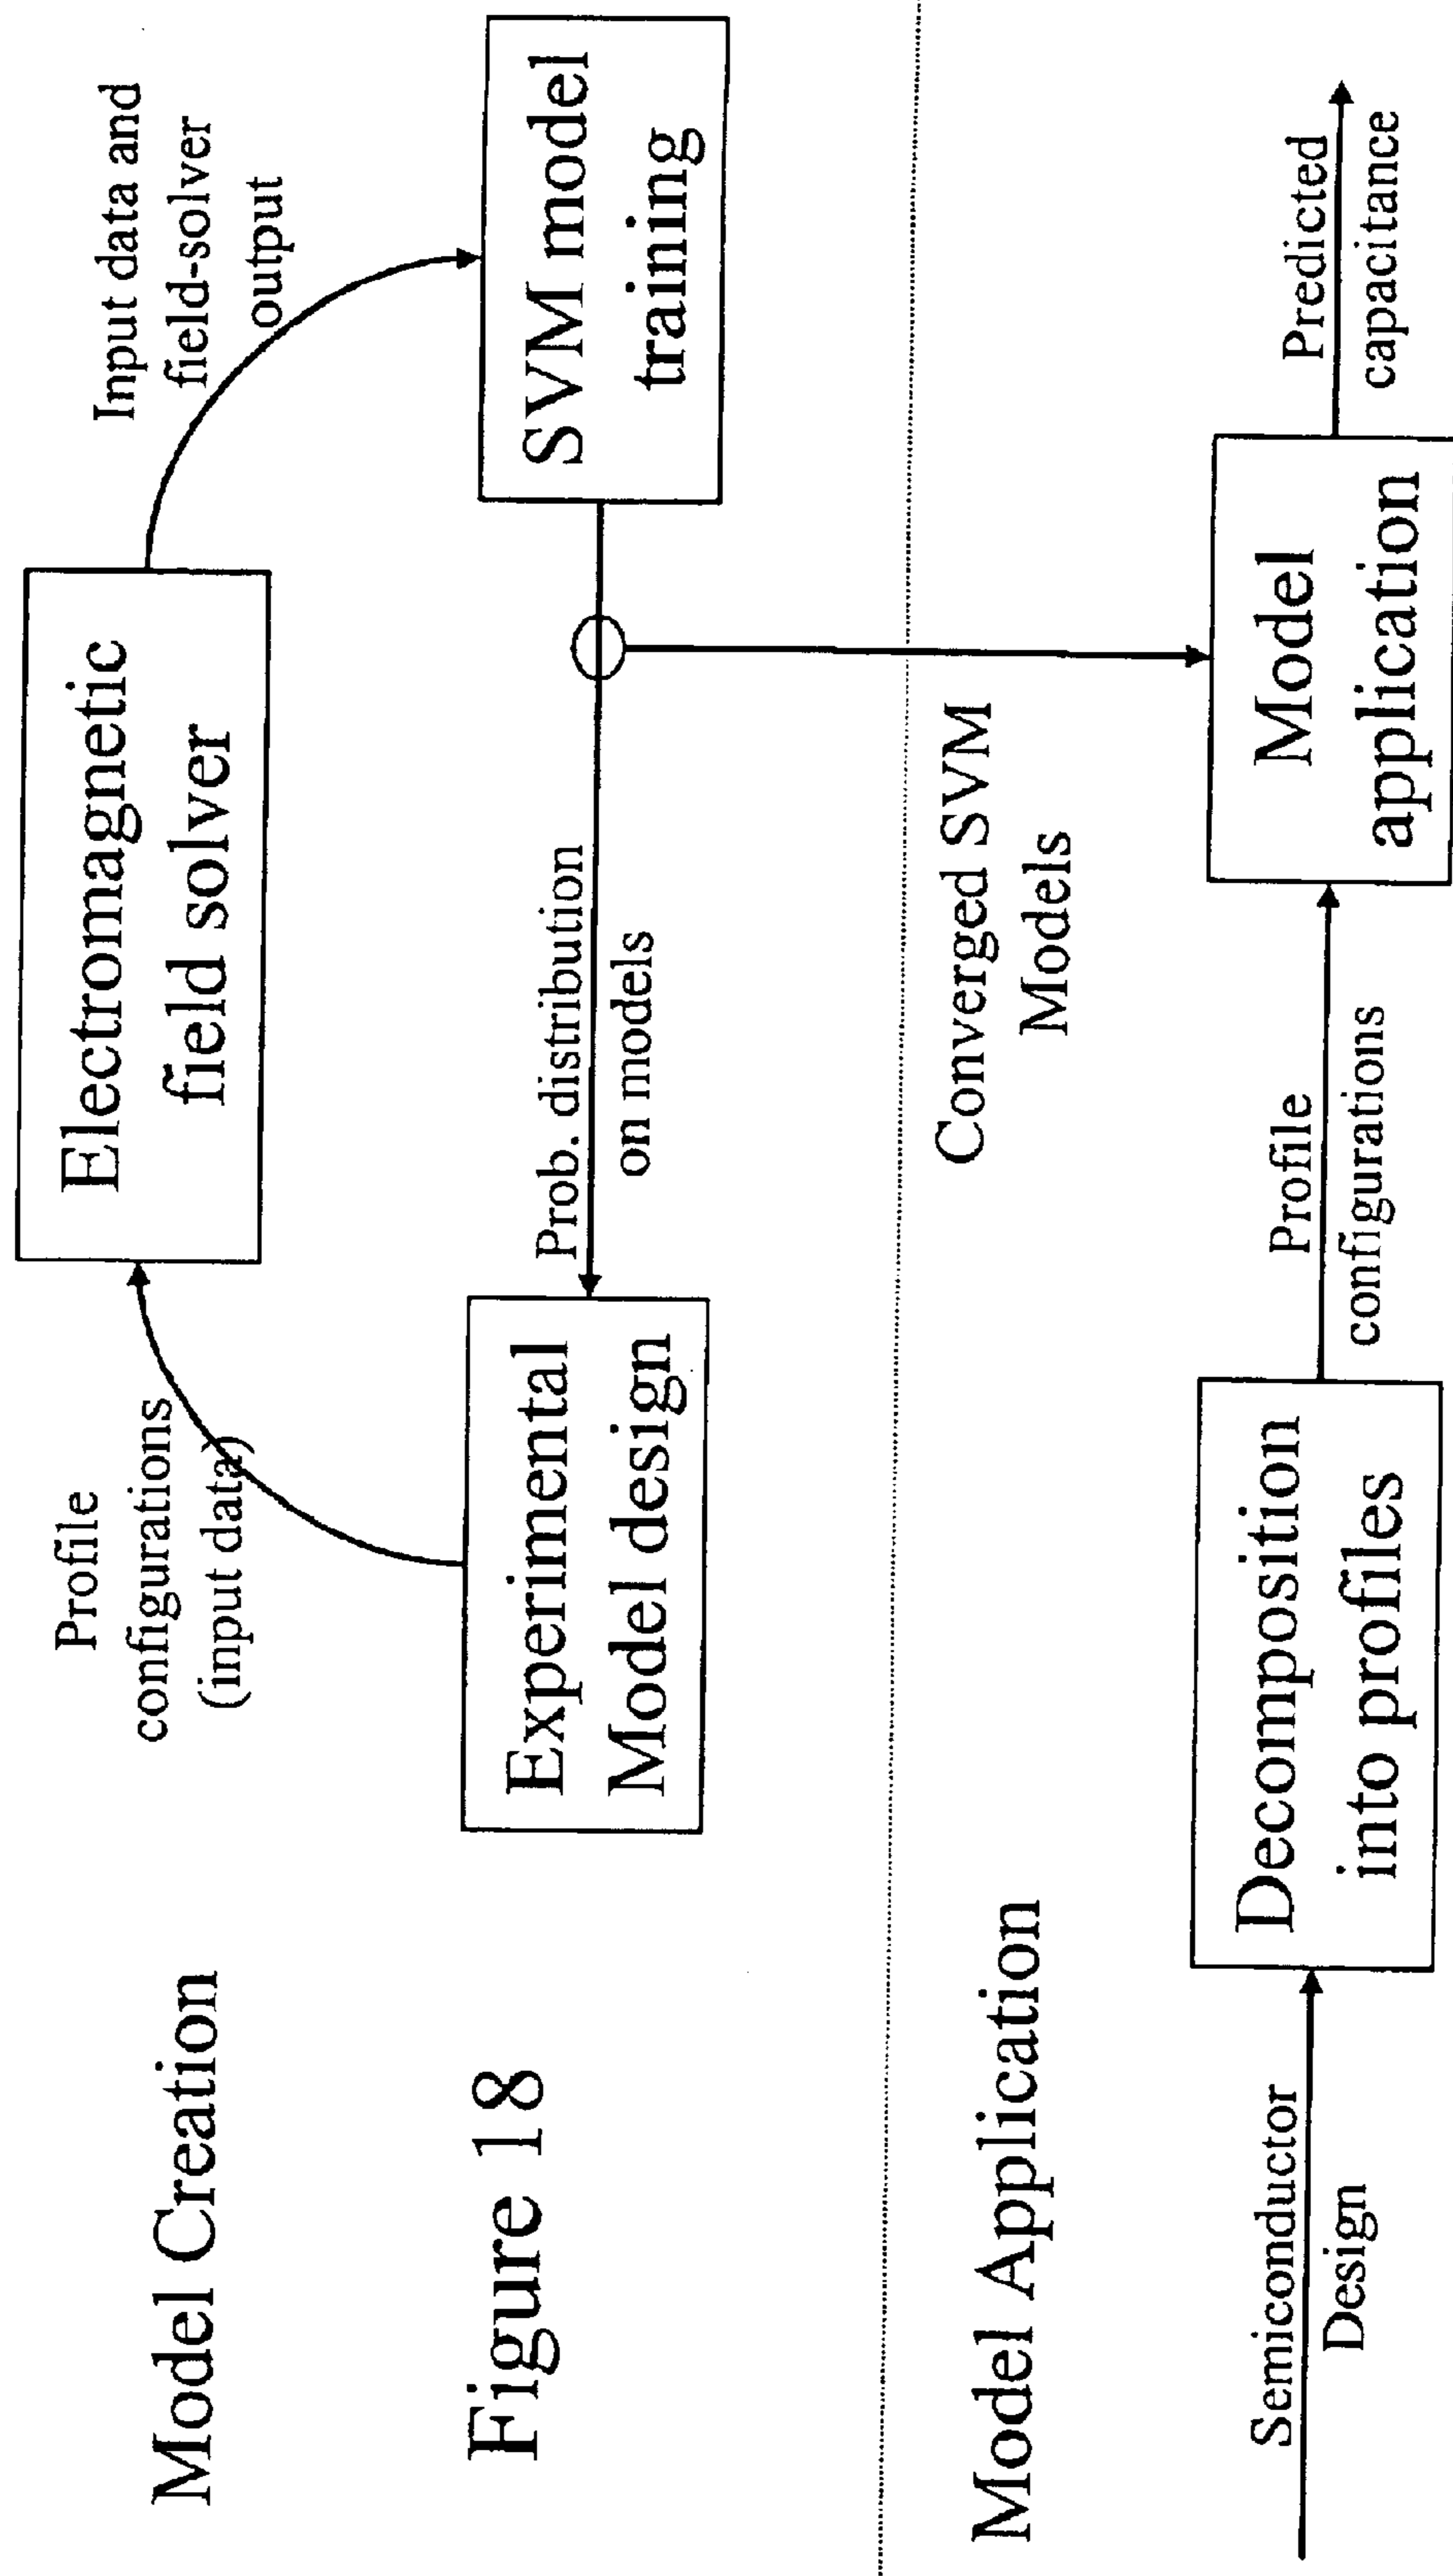 Model Creation
Profile
configurations
(input data)
Electromagnetic
field solver
Input data and
field-solver
output
Figure 18
Experimental
Model design
Prob. distribution
on models
SVM model
training
Model Application
Converged SVM
Models
Semiconductor
Design
Decomposition
into profiles
Profile
configurations
Model
application
Predicted
capacitance